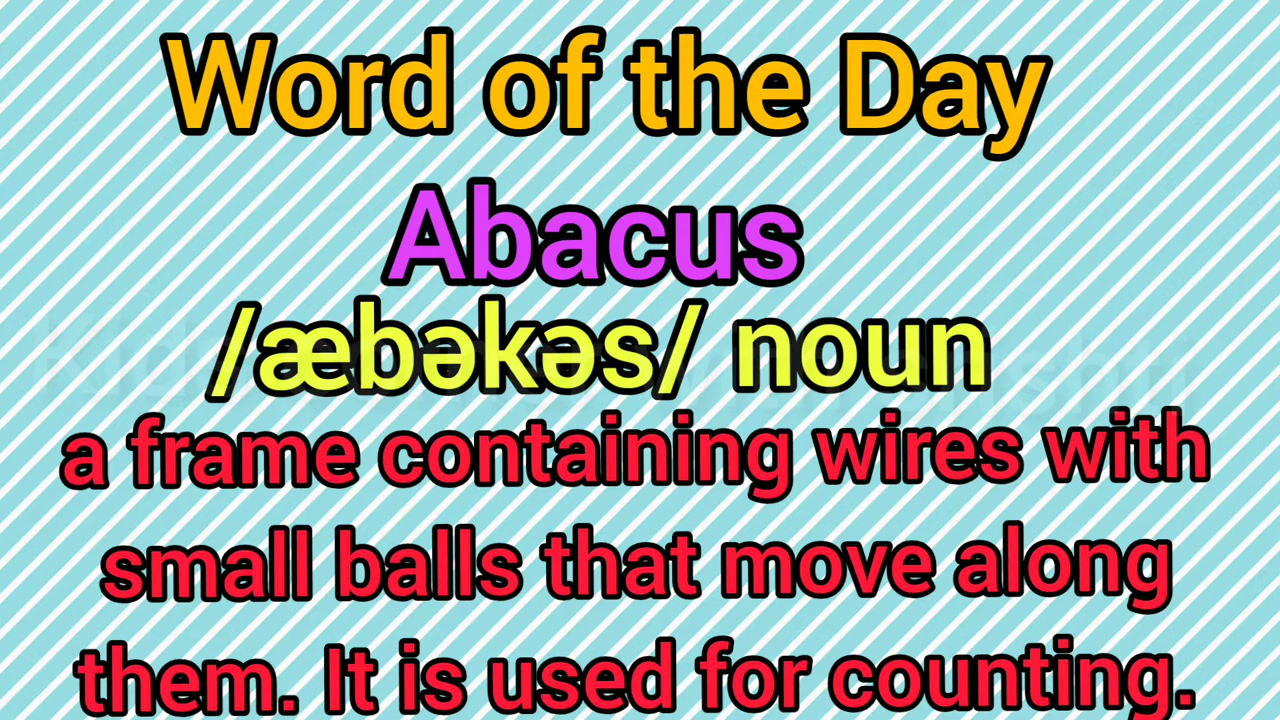 Word of the Day
Abacus
/æbəkəs/ noun
a frame containing wires with
small balls that move along
them. It is used for counting.